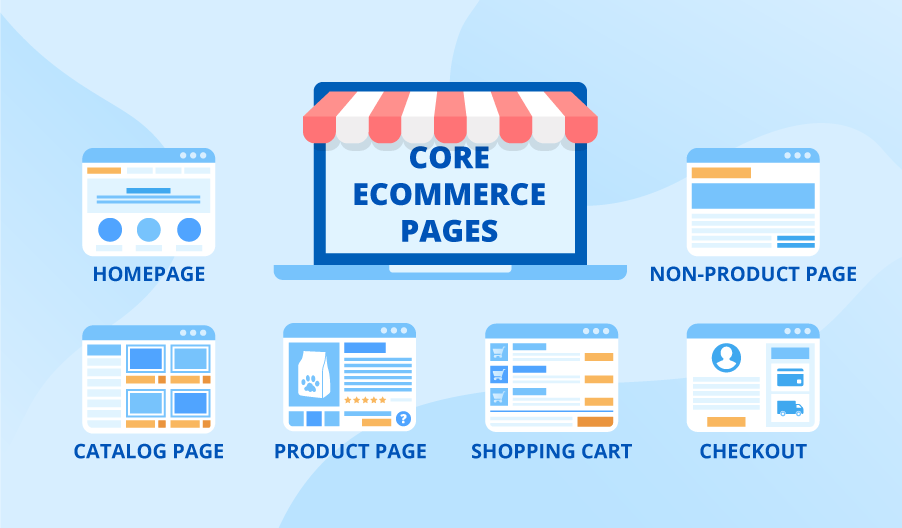 CORE
ECOMMERCE
PAGES
HOMEPAGE
NON-PRODUCT PAGE
?
CATALOG PAGE
PRODUCT PAGE
SHOPPING CART
CHECKOUT